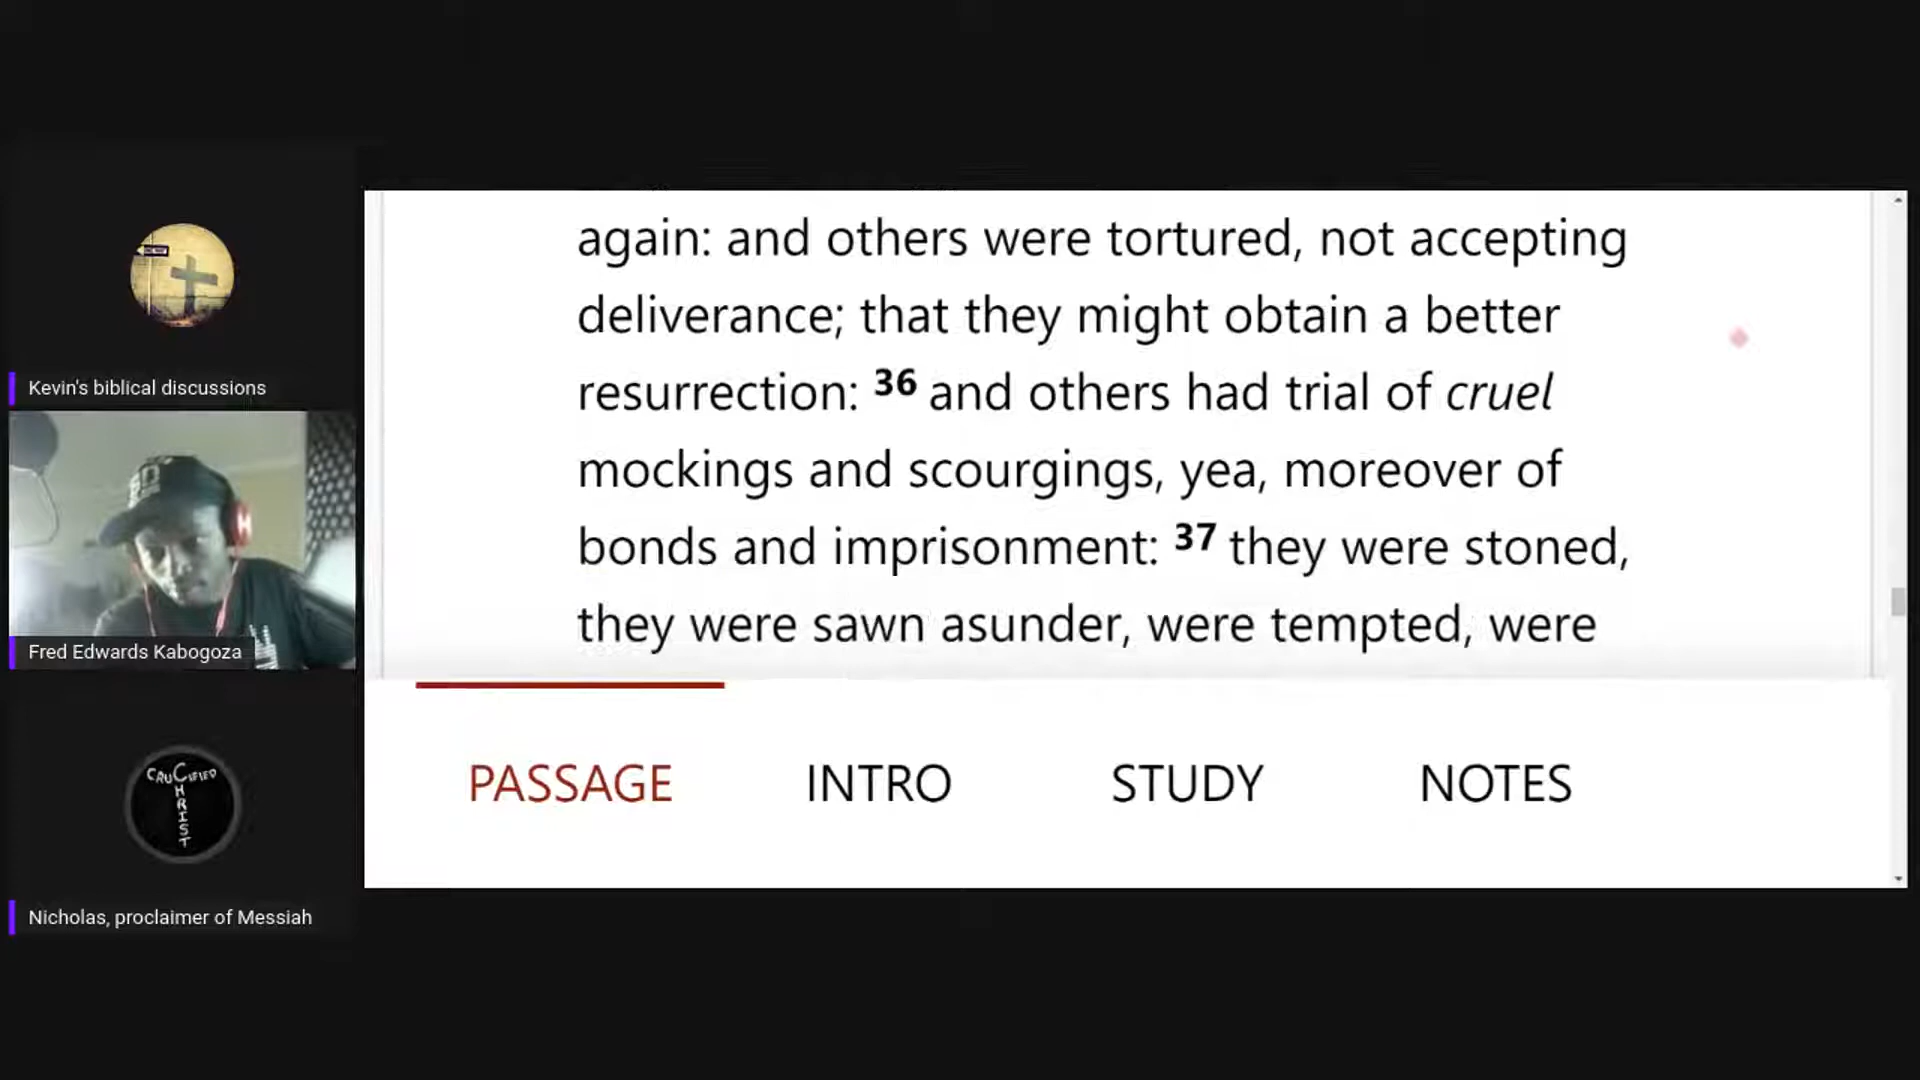 Kevin's biblical discussions
Fred Edwards Kabogoza
CRUCIFIED
CHRIST
Nicholas, proclaimer of Messiah
again: and others were tortured, not accepting
deliverance; that they might obtain a better
resurrection: 36 and others had trial of cruel
mockings and scourgings, yea, moreover of
bonds and imprisonment: 37 they were stoned,
they were sawn asunder, were tempted, were
PASSAGE INTRO STUDY NOTES